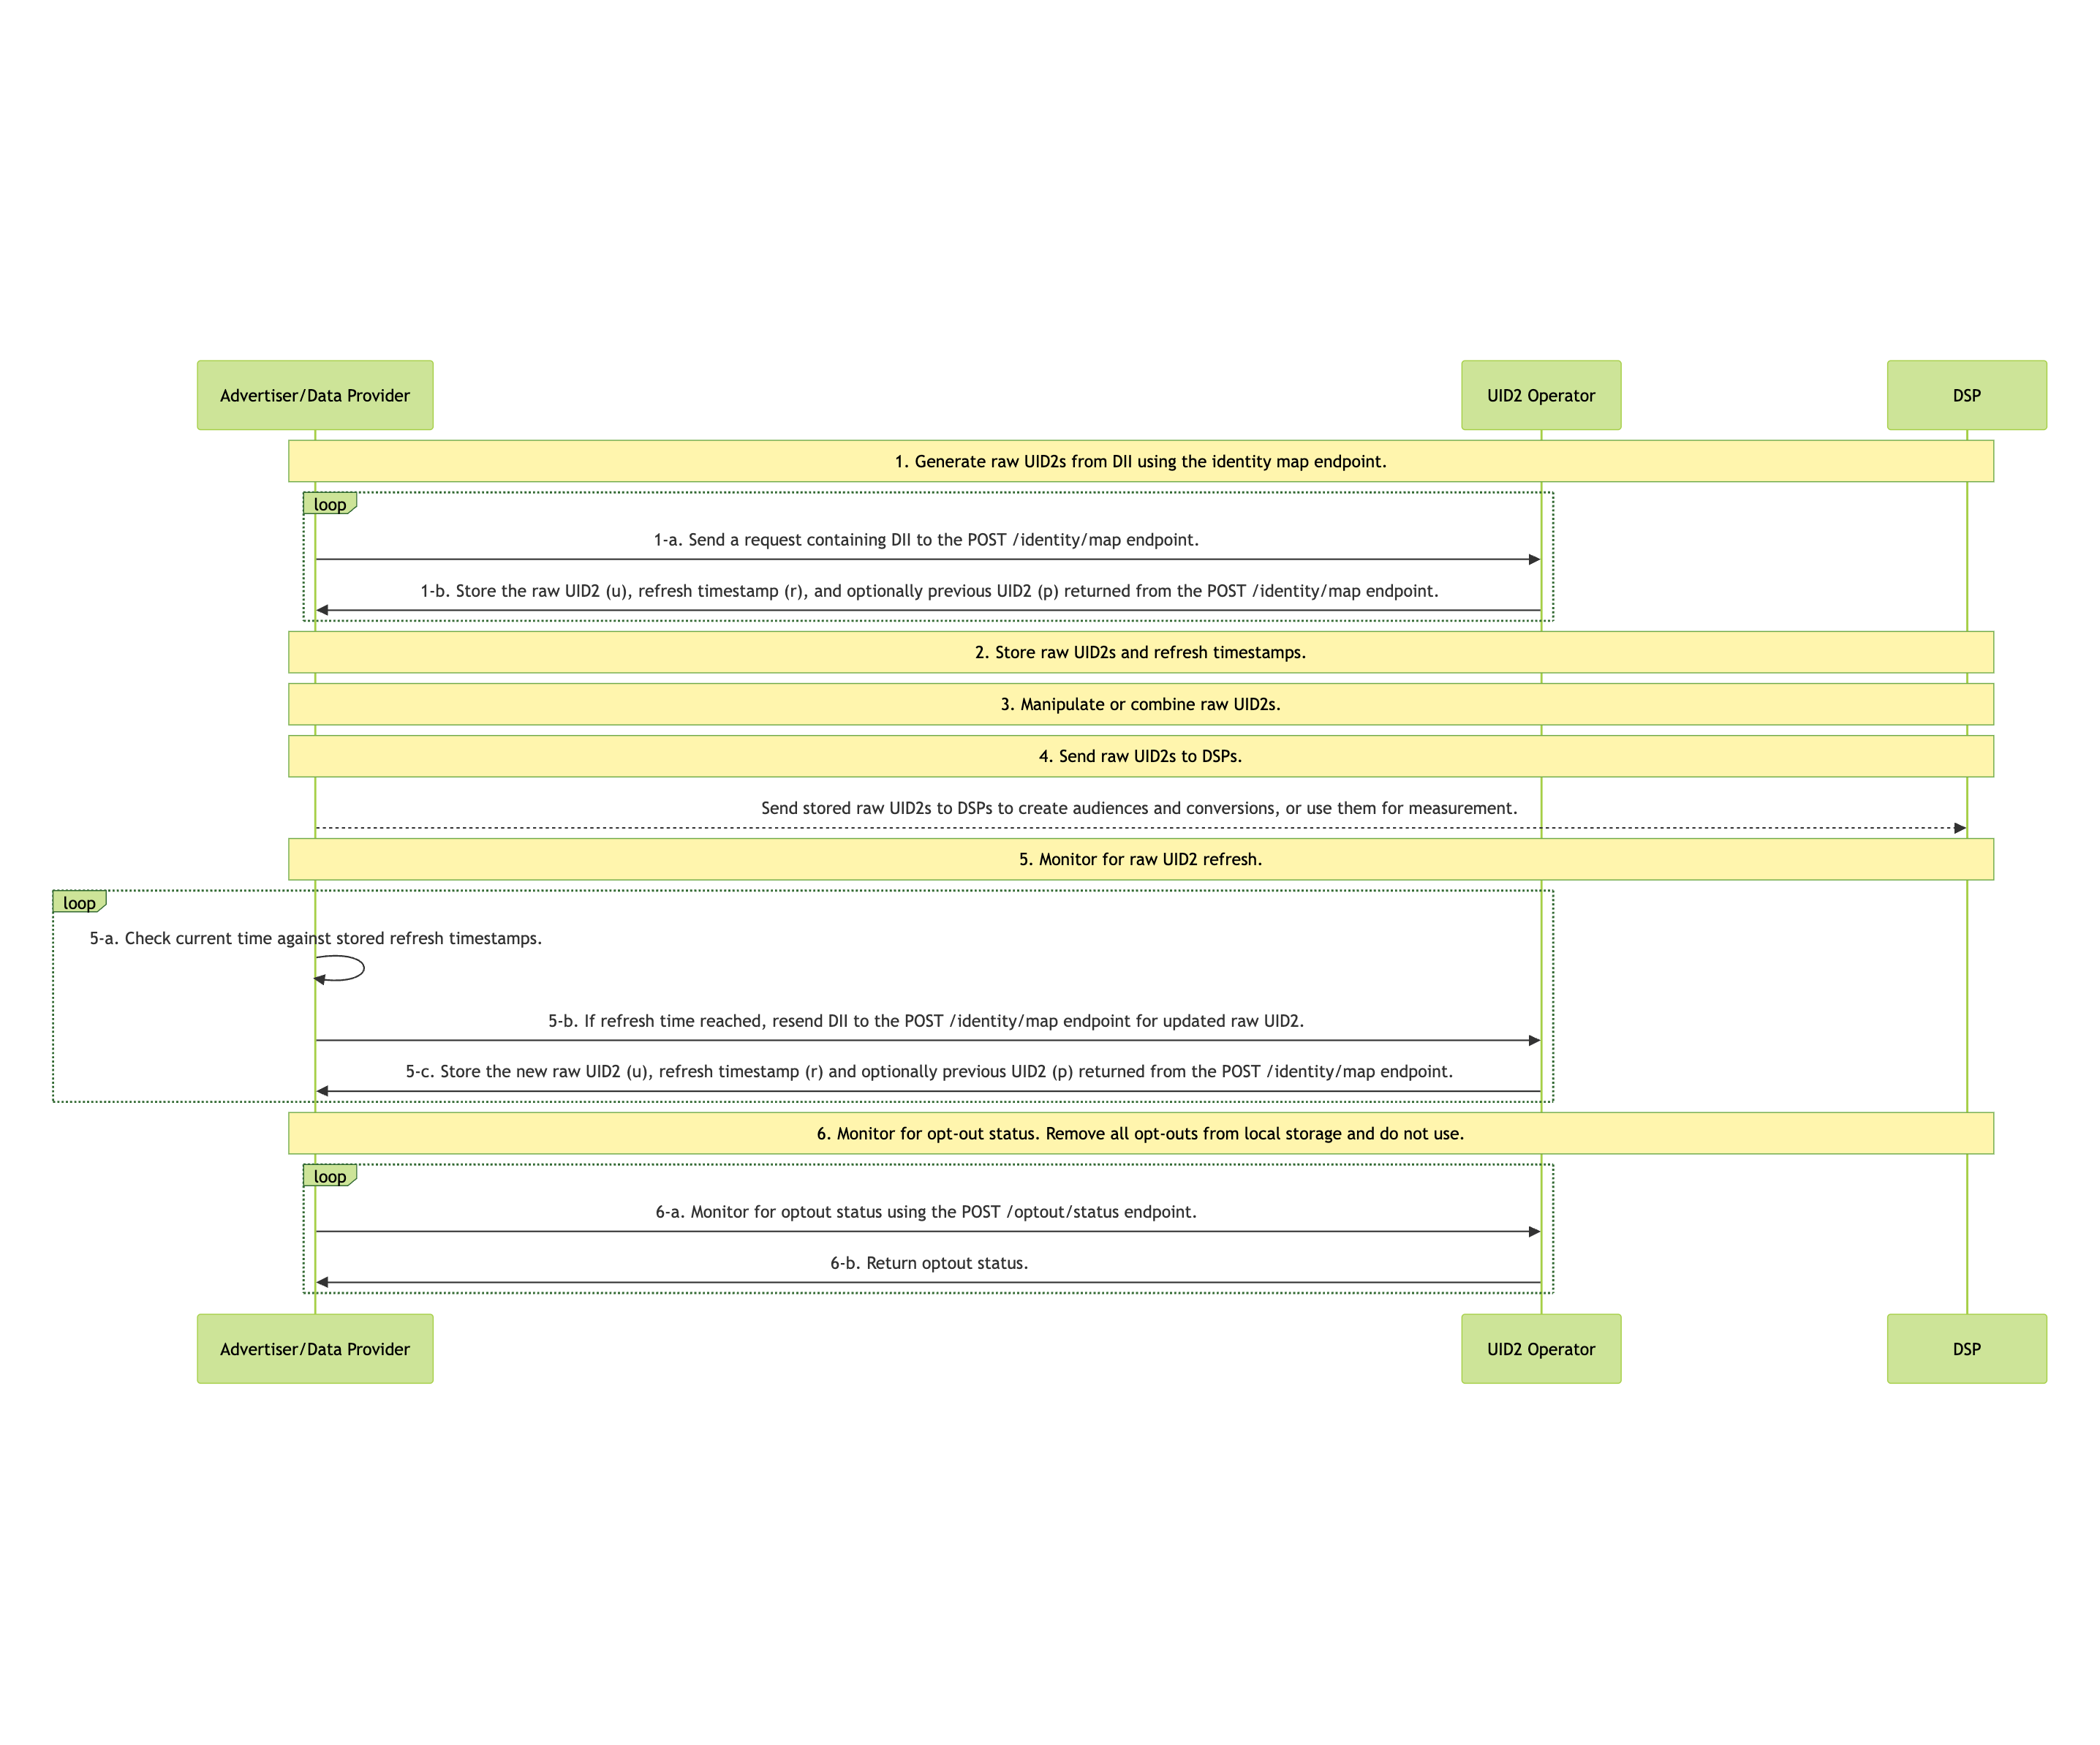 Advertiser/Data Provider
UID2 Operator
DSP
1. Generate raw UID2s from DII using the identity map endpoint.
loop
1-a. Send a request containing DII to the POST /identity/map endpoint.
1-b. Store the raw UID2 (u), refresh timestamp (r), and optionally previous UID2 (p) returned from the POST /identity/map endpoint.
2. Store raw UID2s and refresh timestamps.
3. Manipulate or combine raw UID2s.
4. Send raw UID2s to DSPs.
Send stored raw UID2s to DSPs to create audiences and conversions, or use them for measurement.
5. Monitor for raw UID2 refresh.
loop
5-a. Check current time against stored refresh timestamps.
5-b. If refresh time reached, resend DII to the POST /identity/map endpoint for updated raw UID2.
5-c. Store the new raw UID2 (u), refresh timestamp (r) and optionally previous UID2 (p) returned from the POST /identity/map endpoint.
6. Monitor for opt-out status. Remove all opt-outs from local storage and do not use.
loop
6-a. Monitor for optout status using the POST /optout/status endpoint.
6-b. Return optout status.
Advertiser/Data Provider
UID2 Operator
DSP